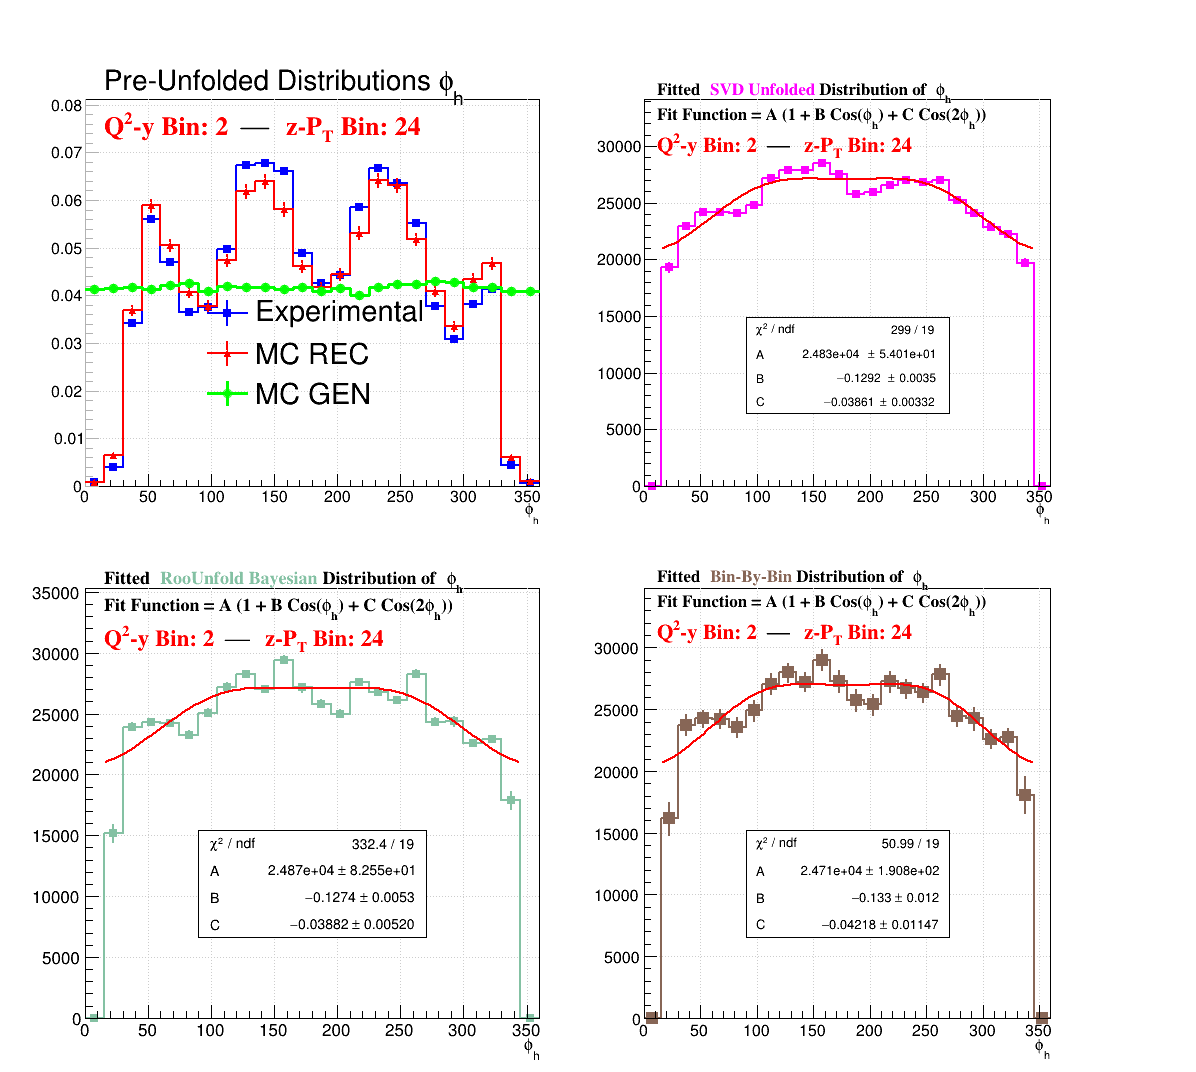 Pre-Unfolded Distributions ϕh
Q2-y Bin: 2 — z-PT Bin: 24
0.08
0.07
0.06
0.05
0.04
0.03
0.02
0.01
0
Experimental
MC REC
MC GEN
0 50 100 150 200 250 300 350
ϕh
Fitted SVD Unfolded Distribution of ϕh
Fit Function = A (1 + B Cos(ϕh) + C Cos(2ϕh))
Q2-y Bin: 2 — z-PT Bin: 24
30000
25000
20000
15000
10000
5000
0
χ2 / ndf 299 / 19
A 2.483e+04 ± 5.401e+01
B −0.1292 ± 0.0035
C −0.03861 ± 0.00332
0 50 100 150 200 250 300 350
ϕh
Fitted RooUnfold Bayesian Distribution of ϕh
Fit Function = A (1 + B Cos(ϕh) + C Cos(2ϕh))
Q2-y Bin: 2 — z-PT Bin: 24
35000
30000
25000
20000
15000
10000
5000
0
χ2 / ndf 332.4 / 19
A 2.487e+04 ± 8.255e+01
B −0.1274 ± 0.0053
C −0.03882 ± 0.00520
0 50 100 150 200 250 300 350
ϕh
Fitted Bin-By-Bin Distribution of ϕh
Fit Function = A (1 + B Cos(ϕh) + C Cos(2ϕh))
Q2-y Bin: 2 — z-PT Bin: 24
30000
25000
20000
15000
10000
5000
0
χ2 / ndf 50.99 / 19
A 2.471e+04 ± 1.908e+02
B −0.133 ± 0.012
C −0.04218 ± 0.01147
0 50 100 150 200 250 300 350
ϕh